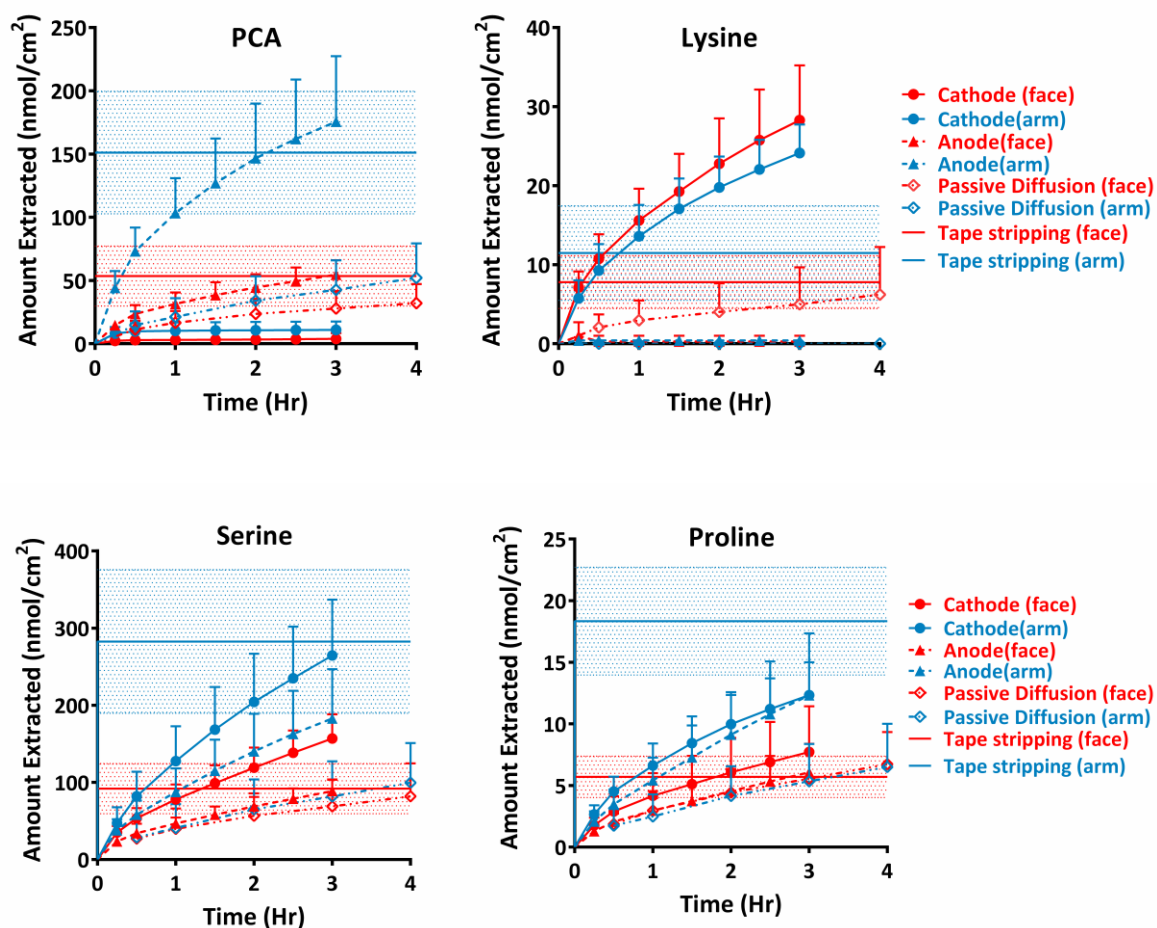 PCA
Amount Extracted (nmol/cm²)
250
200
150
100
50
0
0 1 2 3 4
Time (Hr)
Lysine
Amount Extracted (nmol/cm²)
40
30
20
10
0
0 1 2 3 4
Time (Hr)
Cathode (face)
Cathode(arm)
Anode(face)
Anode(arm)
Passive Diffusion (face)
Passive Diffusion (arm)
Tape stripping (face)
Tape stripping (arm)
Serine
Amount Extracted (nmol/cm²)
400
300
200
100
0
0 1 2 3 4
Time (Hr)
Proline
Amount Extracted (nmol/cm²)
25
20
15
10
5
0
0 1 2 3 4
Time (Hr)
Cathode (face)
Cathode(arm)
Anode(face)
Anode(arm)
Passive Diffusion (face)
Passive Diffusion (arm)
Tape stripping (face)
Tape stripping (arm)